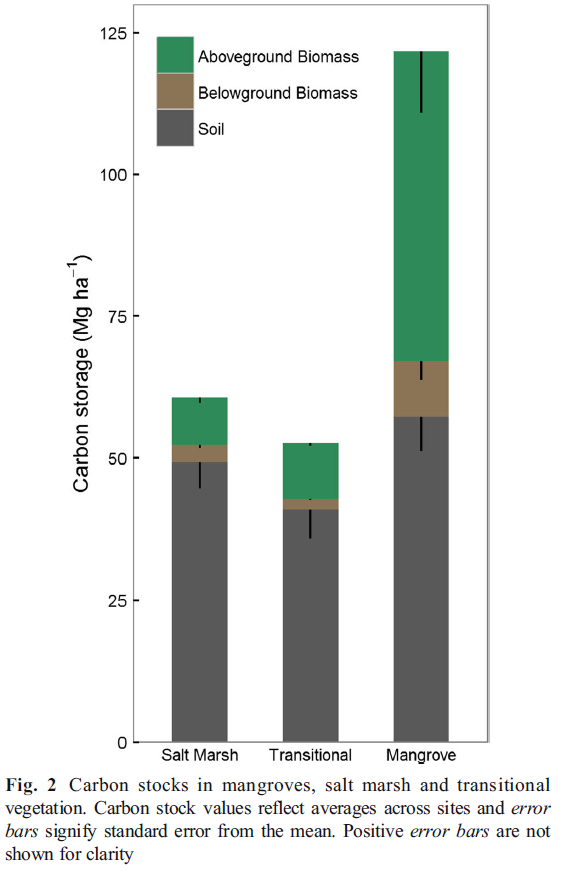 125
Aboveground Biomass
Belowground Biomass
Soil
100
75
50
25
0
Carbon storage (Mg ha⁻¹)
Salt Marsh Transitional Mangrove
Fig. 2 Carbon stocks in mangroves, salt marsh and transitional
vegetation. Carbon stock values reflect averages across sites and error
bars signify standard error from the mean. Positive error bars are not
shown for clarity